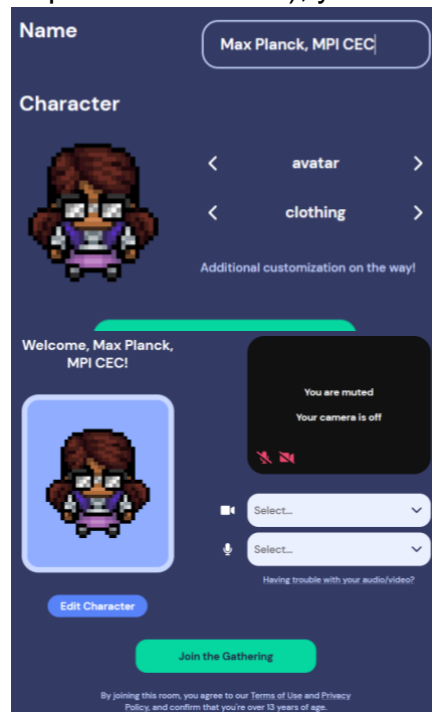 Name
Max Planck, MPI CEC
Character
avatar
clothing
Additional customization on the way!
Welcome, Max Planck,
MPI CEC!
You are muted
Your camera is off
Select...
Select...
Having trouble with your audio/video?
Edit Character
Join the Gathering
By joining this room, you agree to our Terms of Use and Privacy
Policy, and confirm that you're over 13 years of age.